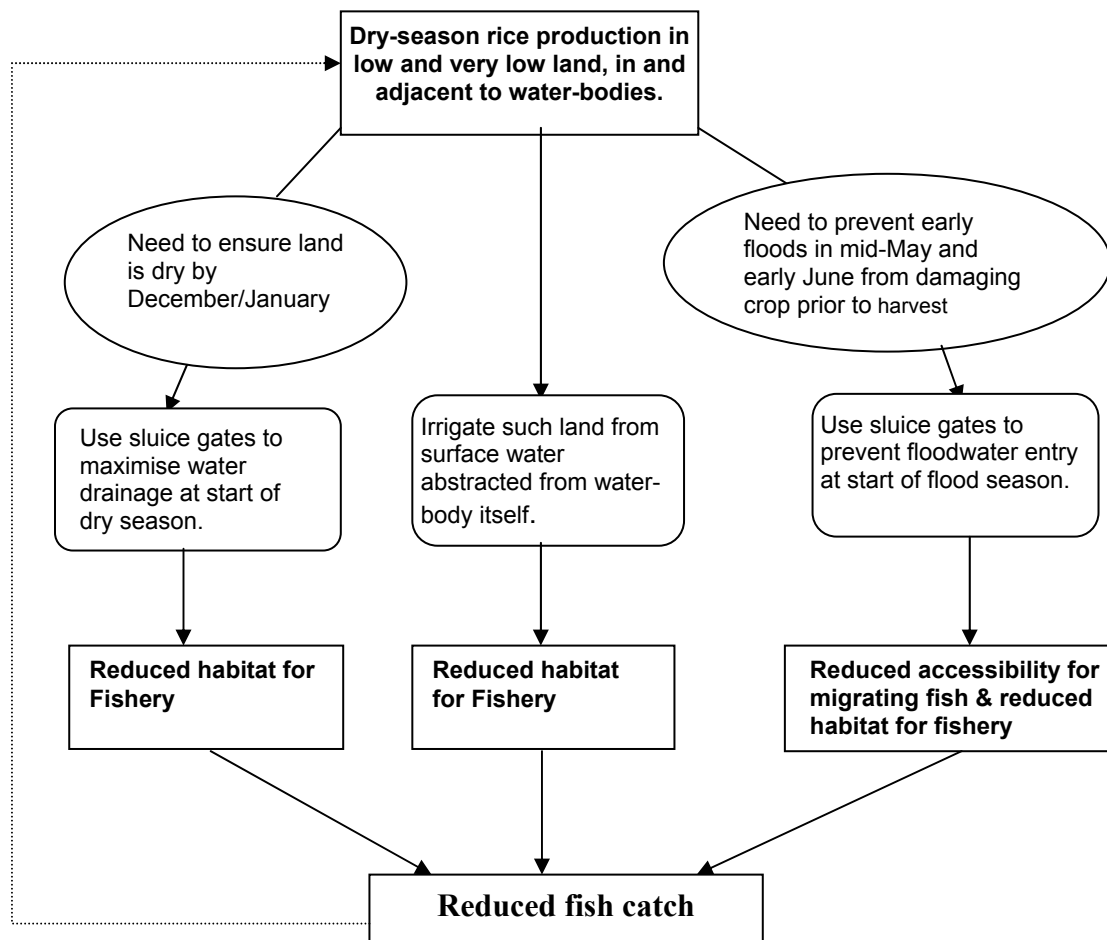 Dry-season rice production in
low and very low land, in and
adjacent to water-bodies.
Need to ensure land
is dry by
December/January
Need to prevent early
floods in mid-May and
early June from damaging
crop prior to harvest
Use sluice gates to
maximise water
drainage at start of
dry season.
Irrigate such land from
surface water
abstracted from water-
body itself.
Use sluice gates to
prevent floodwater entry
at start of flood season.
Reduced habitat for
Fishery
Reduced habitat
for Fishery
Reduced accessibility for
migrating fish & reduced
habitat for fishery
Reduced fish catch